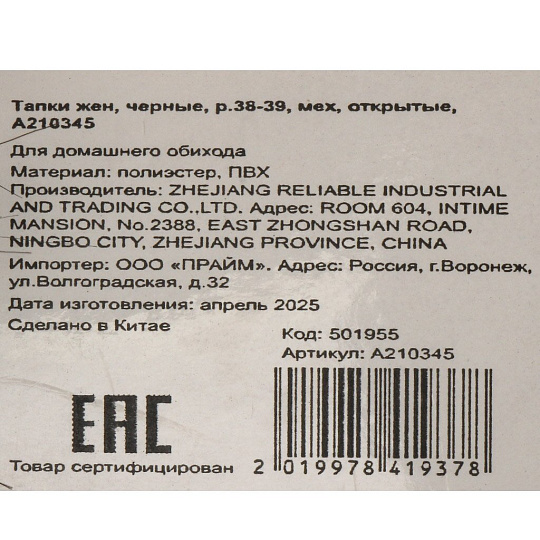 Тапки жен, черные, р.38-39, мех, открытые,
А210345
Для домашнего обихода
Материал: полиэстер, ПВХ
Производитель: ZHEJIANG RELIABLE INDUSTRIAL
AND TRADING CO.,LTD. Адрес: ROOM 604, INTIME
MANSION, No.2388, EAST ZHONGSHAN ROAD,
NINGBO CITY, ZHEJIANG PROVINCE, CHINA
Импортер: ООО «ПРАЙМ». Адрес: Россия, г.Воронеж,
ул.Волгоградская, д.32
Дата изготовления: апрель 2025
Сделано в Китае
Код: 501955
Артикул: А210345
ЕАС
Товар сертифицирован
2 019978 419378